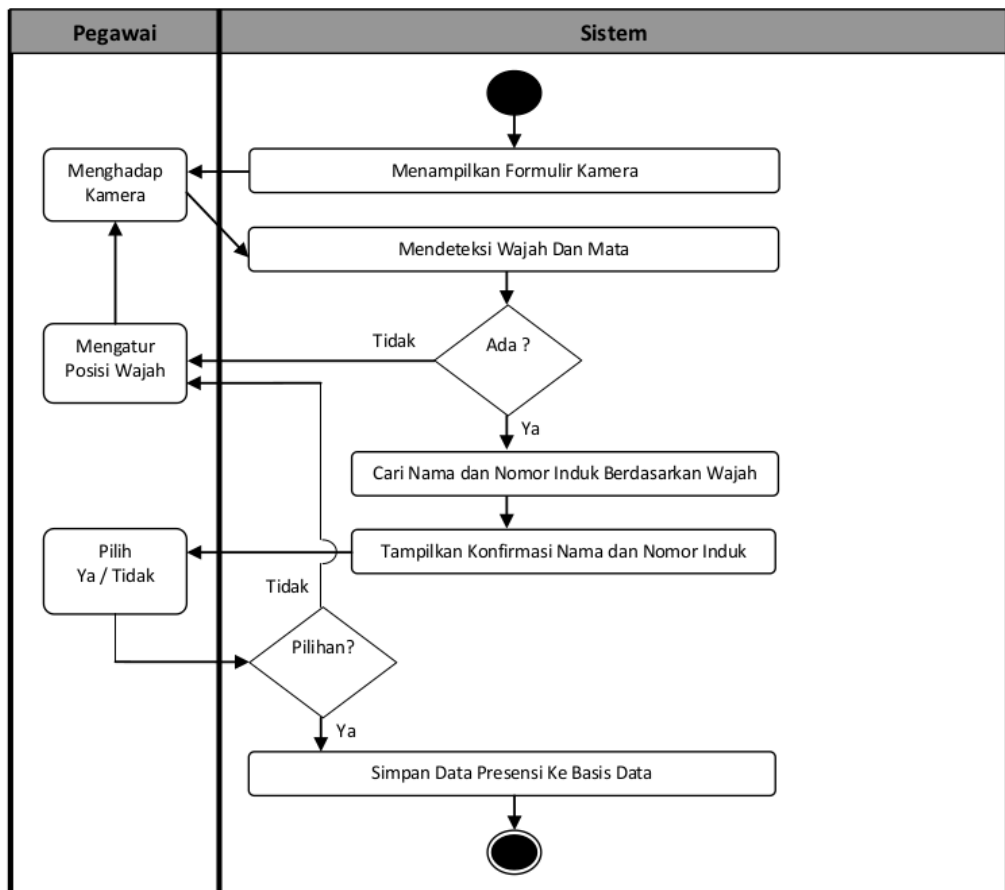 Pegawai
Sistem
Menampilkan Formulir Kamera
Menghadap
Kamera
Mendeteksi Wajah Dan Mata
Ada ?
Tidak
Mengatur
Posisi Wajah
Ya
Cari Nama dan Nomor Induk Berdasarkan Wajah
Tampilkan Konfirmasi Nama dan Nomor Induk
Pilih
Ya / Tidak
Tidak
Pilihan?
Ya
Simpan Data Presensi Ke Basis Data